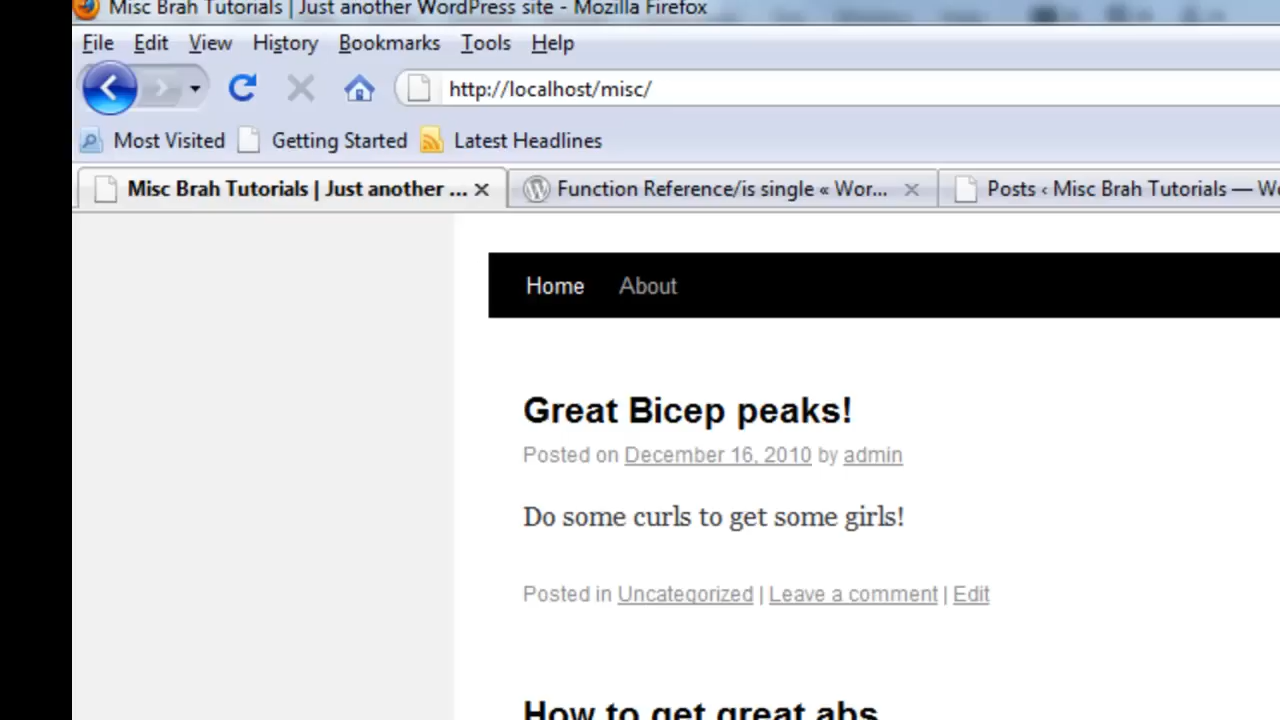 Misc Brah Tutorials | Just another WordPress site - Mozilla Firefox
File Edit View History Bookmarks Tools Help
http://localhost/misc/
Most Visited Getting Started Latest Headlines
Misc Brah Tutorials | Just another ... Function Reference/is single « Wor... Posts ‹ Misc Brah Tutorials — Wo
Home About
Great Bicep peaks!
Posted on December 16, 2010 by admin
Do some curls to get some girls!
Posted in Uncategorized | Leave a comment | Edit
How to get great abs